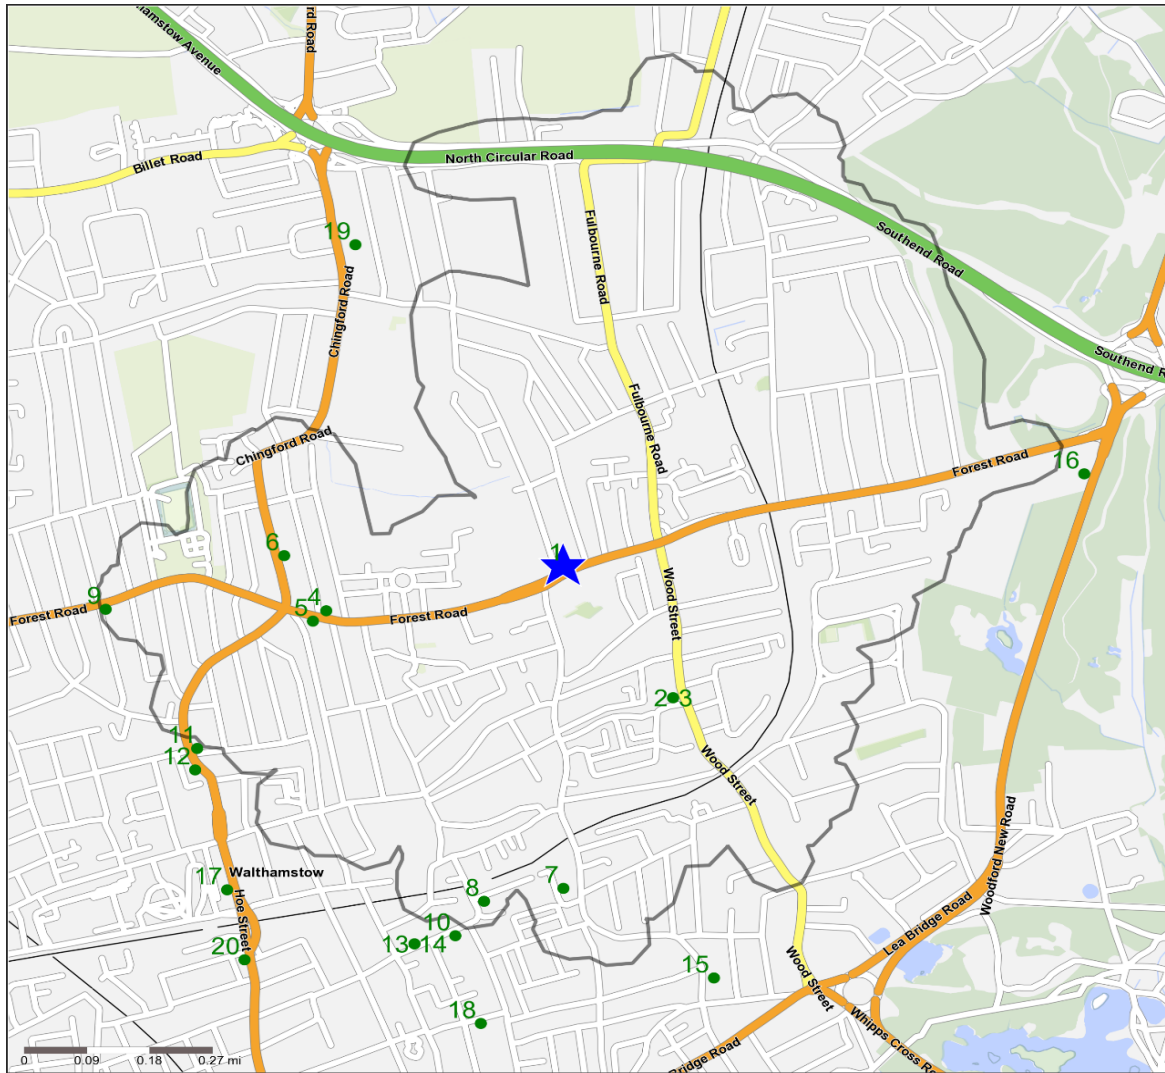 hamstow Avenue
rd Road
Billet Road
North Circular Road
19
Fulbourne Road
Southend Road
Chingford Road
Southend R
Fulbourne Road
Chingford Road
Forest Road
16
6
1
9
Forest Road
5
4
Forest Road
Wood Street
2
3
11
12
Wood Street
Woodford New Road
17
Walthamstow
8
7
Hoe Street
10
13
14
Lea Bridge Road
20
15
Wood Street
18
Whipps Cross Ro
Bridge Road
0
0.09
0.18
0.27 mi